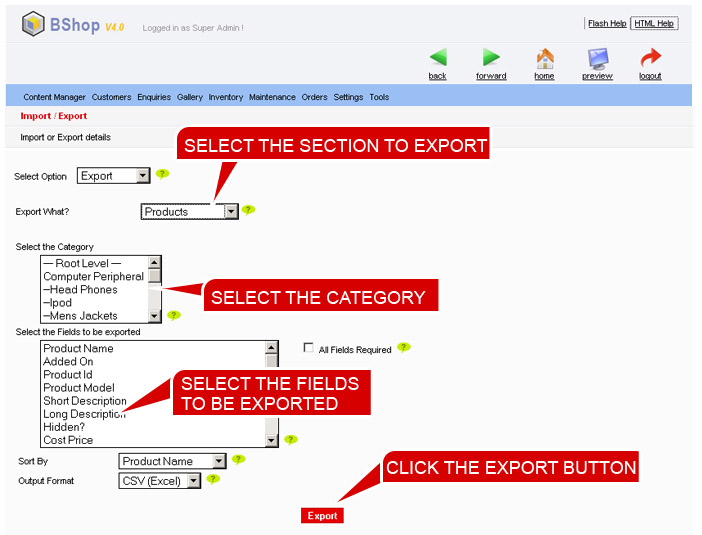 BShop V4.0 Logged in as Super Admin !
Flash Help HTML Help
back forward home preview logout
Content Manager Customers Enquiries Gallery Inventory Maintenance Orders Settings Tools
Import / Export
Import or Export details
SELECT THE SECTION TO EXPORT
Select Option Export ?
Export What? Products ?
Select the Category
— Root Level —
Computer Peripheral
–Head Phones
–Ipod
–Mens Jackets
?
SELECT THE CATEGORY
Select the Fields to be exported
Product Name
Added On
Product Id
Product Model
Short Description
Long Description
Hidden?
Cost Price
?
All Fields Required ?
SELECT THE FIELDS
TO BE EXPORTED
Sort By Product Name ?
Output Format CSV (Excel) ?
CLICK THE EXPORT BUTTON
Export